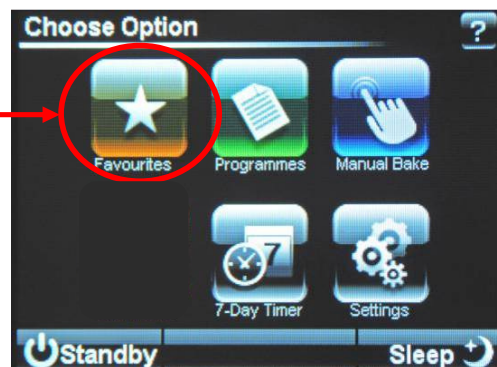 Choose Option
?
Favourites
Programmes
Manual Bake
7
7-Day Timer
Settings
Standby
Sleep